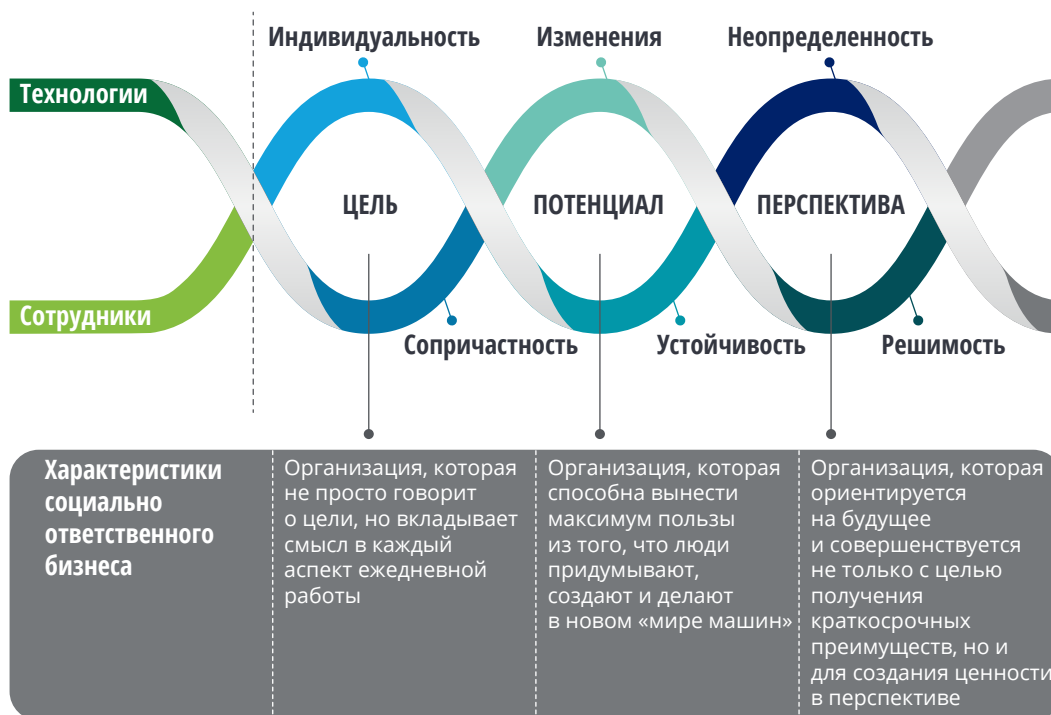 Индивидуальность
Изменения
Неопределенность
Технологии
ЦЕЛЬ
ПОТЕНЦИАЛ
ПЕРСПЕКТИВА
Сотрудники
Сопричастность
Устойчивость
Решимость
Характеристики
социально
ответственного
бизнеса
Организация, которая
не просто говорит
о цели, но вкладывает
смысл в каждый
аспект ежедневной
работы
Организация, которая
способна вынести
максимум пользы
из того, что люди
придумывают,
создают и делают
в новом «мире машин»
Организация, которая
ориентируется
на будущее
и совершенствуется
не только с целью
получения
краткосрочных
преимуществ, но и
для создания ценности
в перспективе